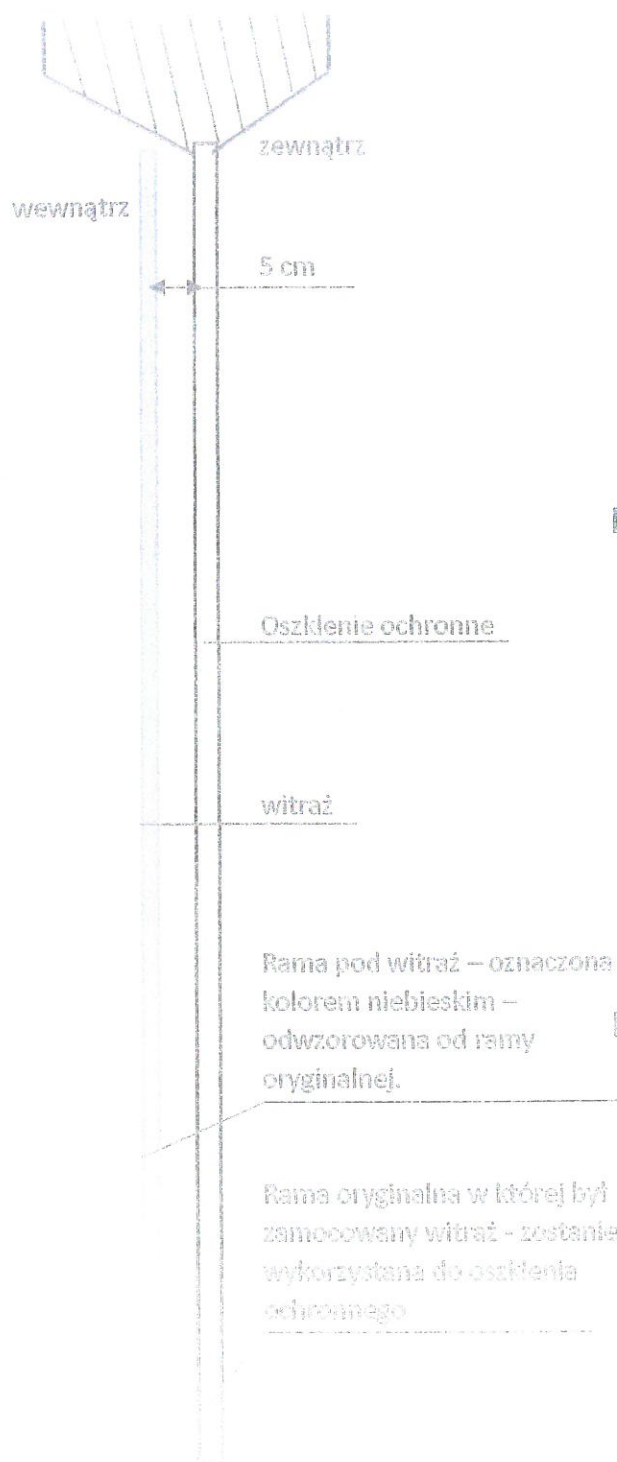 zewnątrz
wewnątrz
5 cm
Oszklenie ochronne
witraż
Rama pod witraż – oznaczona
kolorem niebieskim –
odwzorowana od ramy
oryginalnej.
Rama oryginalna w której był
zamocowany witraż - zostanie
wykorzystana do oszklenia
ochronnego